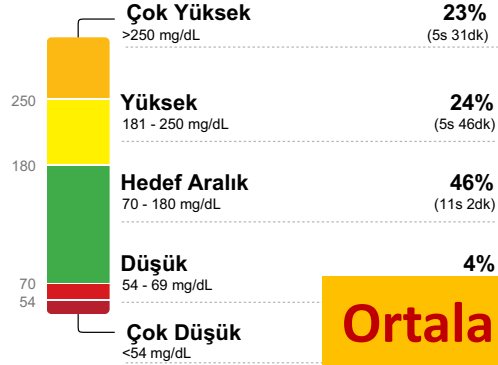 Çok Yüksek 23%
>250 mg/dL (5s 31dk)
250
Yüksek 24%
181 - 250 mg/dL (5s 46dk)
180
Hedef Aralık 46%
70 - 180 mg/dL (11s 2dk)
Düşük 4%
70
54 - 69 mg/dL
54
Ortala
Çok Düşük
<54 mg/dL